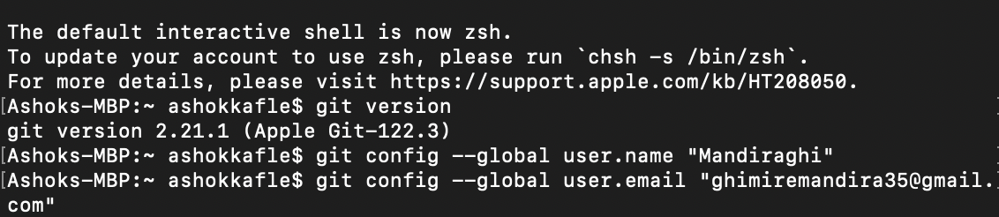 The default interactive shell is now zsh.
To update your account to use zsh, please run `chsh -s /bin/zsh`.
For more details, please visit https://support.apple.com/kb/HT208050.
[Ashoks-MBP:~ ashokkafle$ git version
git version 2.21.1 (Apple Git-122.3)
[Ashoks-MBP:~ ashokkafle$ git config --global user.name "Mandiraghi"
[Ashoks-MBP:~ ashokkafle$ git config --global user.email "ghimiremandira35@gmail.
com"